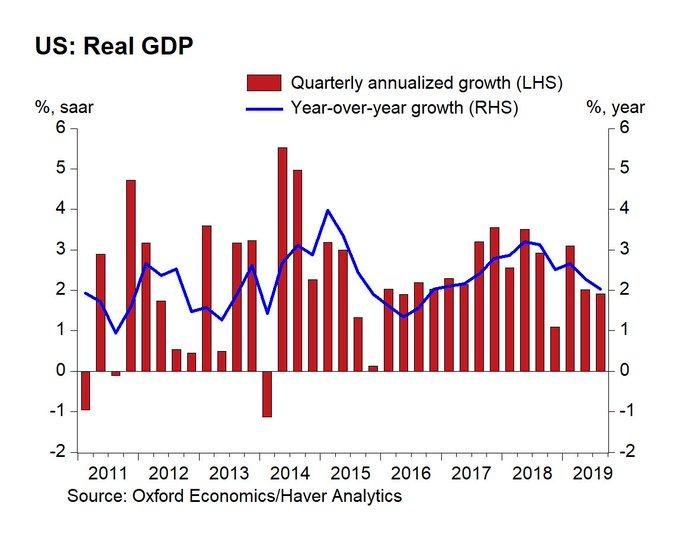 US: Real GDP
Quarterly annualized growth (LHS)
%, saar Year-over-year growth (RHS) %, year
6 6
5 5
4 4
3 3
2 2
1 1
0 0
-1 -1
-2 -2
2011 2012 2013 2014 2015 2016 2017 2018 2019
Source: Oxford Economics/Haver Analytics